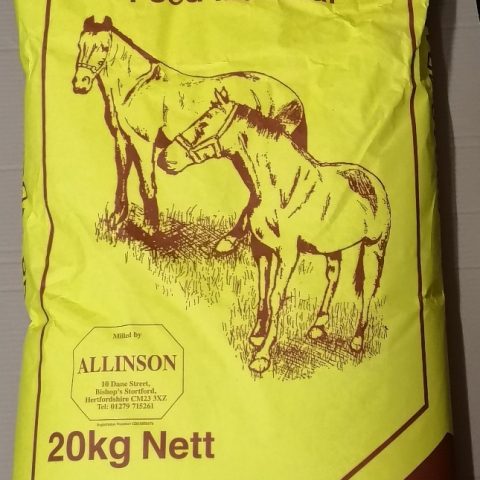 Milled by
ALLINSON
10 Dane Street,
Bishop's Stortford,
Hertfordshire CM23 3XZ
Tel: 01279 715261
20kg Nett